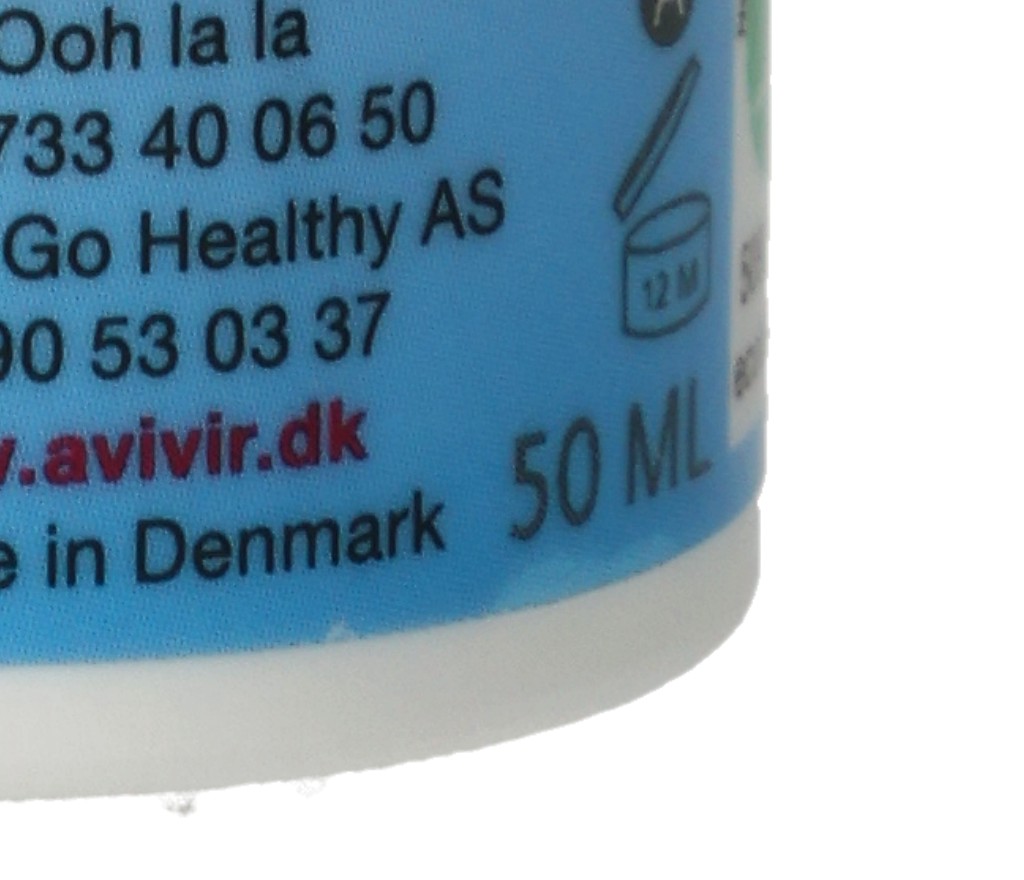 Ooh la la
733 40 06 50
Go Healthy AS
90 53 03 37
.avivir.dk
in Denmark
12 M
50 ML